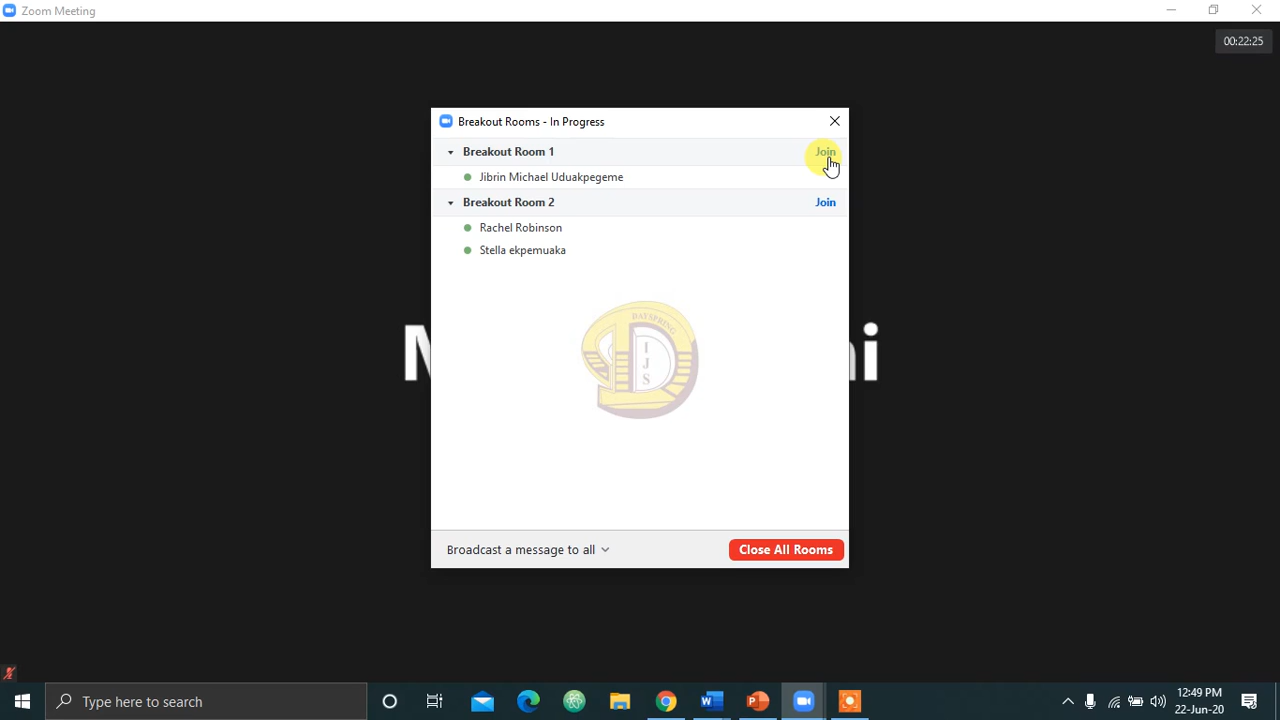 Zoom Meeting
00:22:25
Breakout Rooms - In Progress
Breakout Room 1 Join
Jibrin Michael Uduakpegeme
Breakout Room 2 Join
Rachel Robinson
Stella ekpemuaka
DAYSPRING
I
J
S
Broadcast a message to all
Close All Rooms
Type here to search
12:49 PM
22-Jun-20